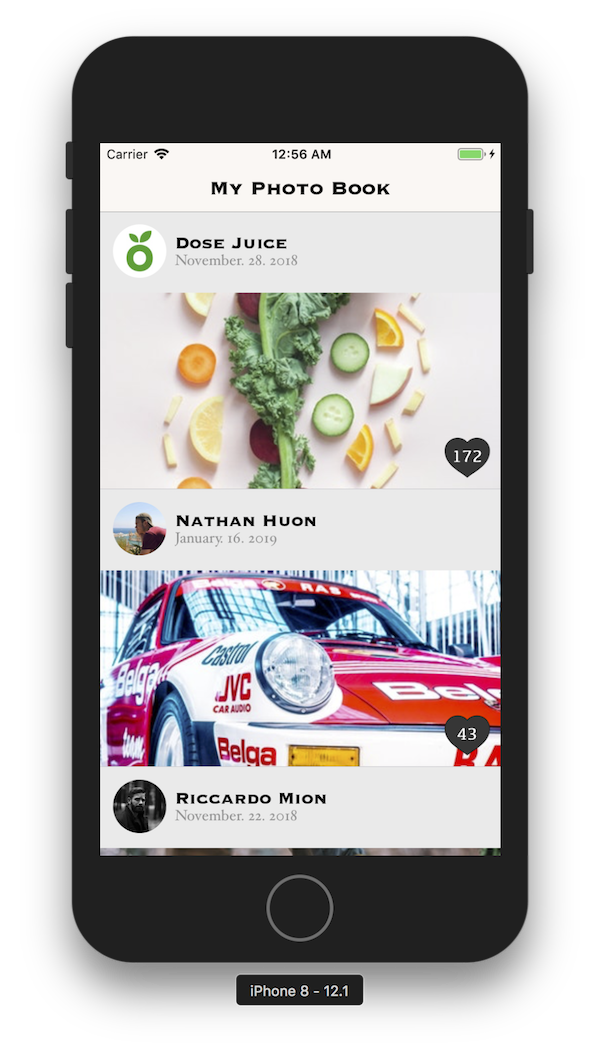 Carrier 12:56 AM
My Photo Book
Dose Juice
November. 28. 2018
172
Nathan Huon
January. 16. 2019
Belga RAS
Castrol
Belga
JVC
CAR AUDIO
team
Belga
43
Riccardo Mion
November. 22. 2018
iPhone 8 - 12.1